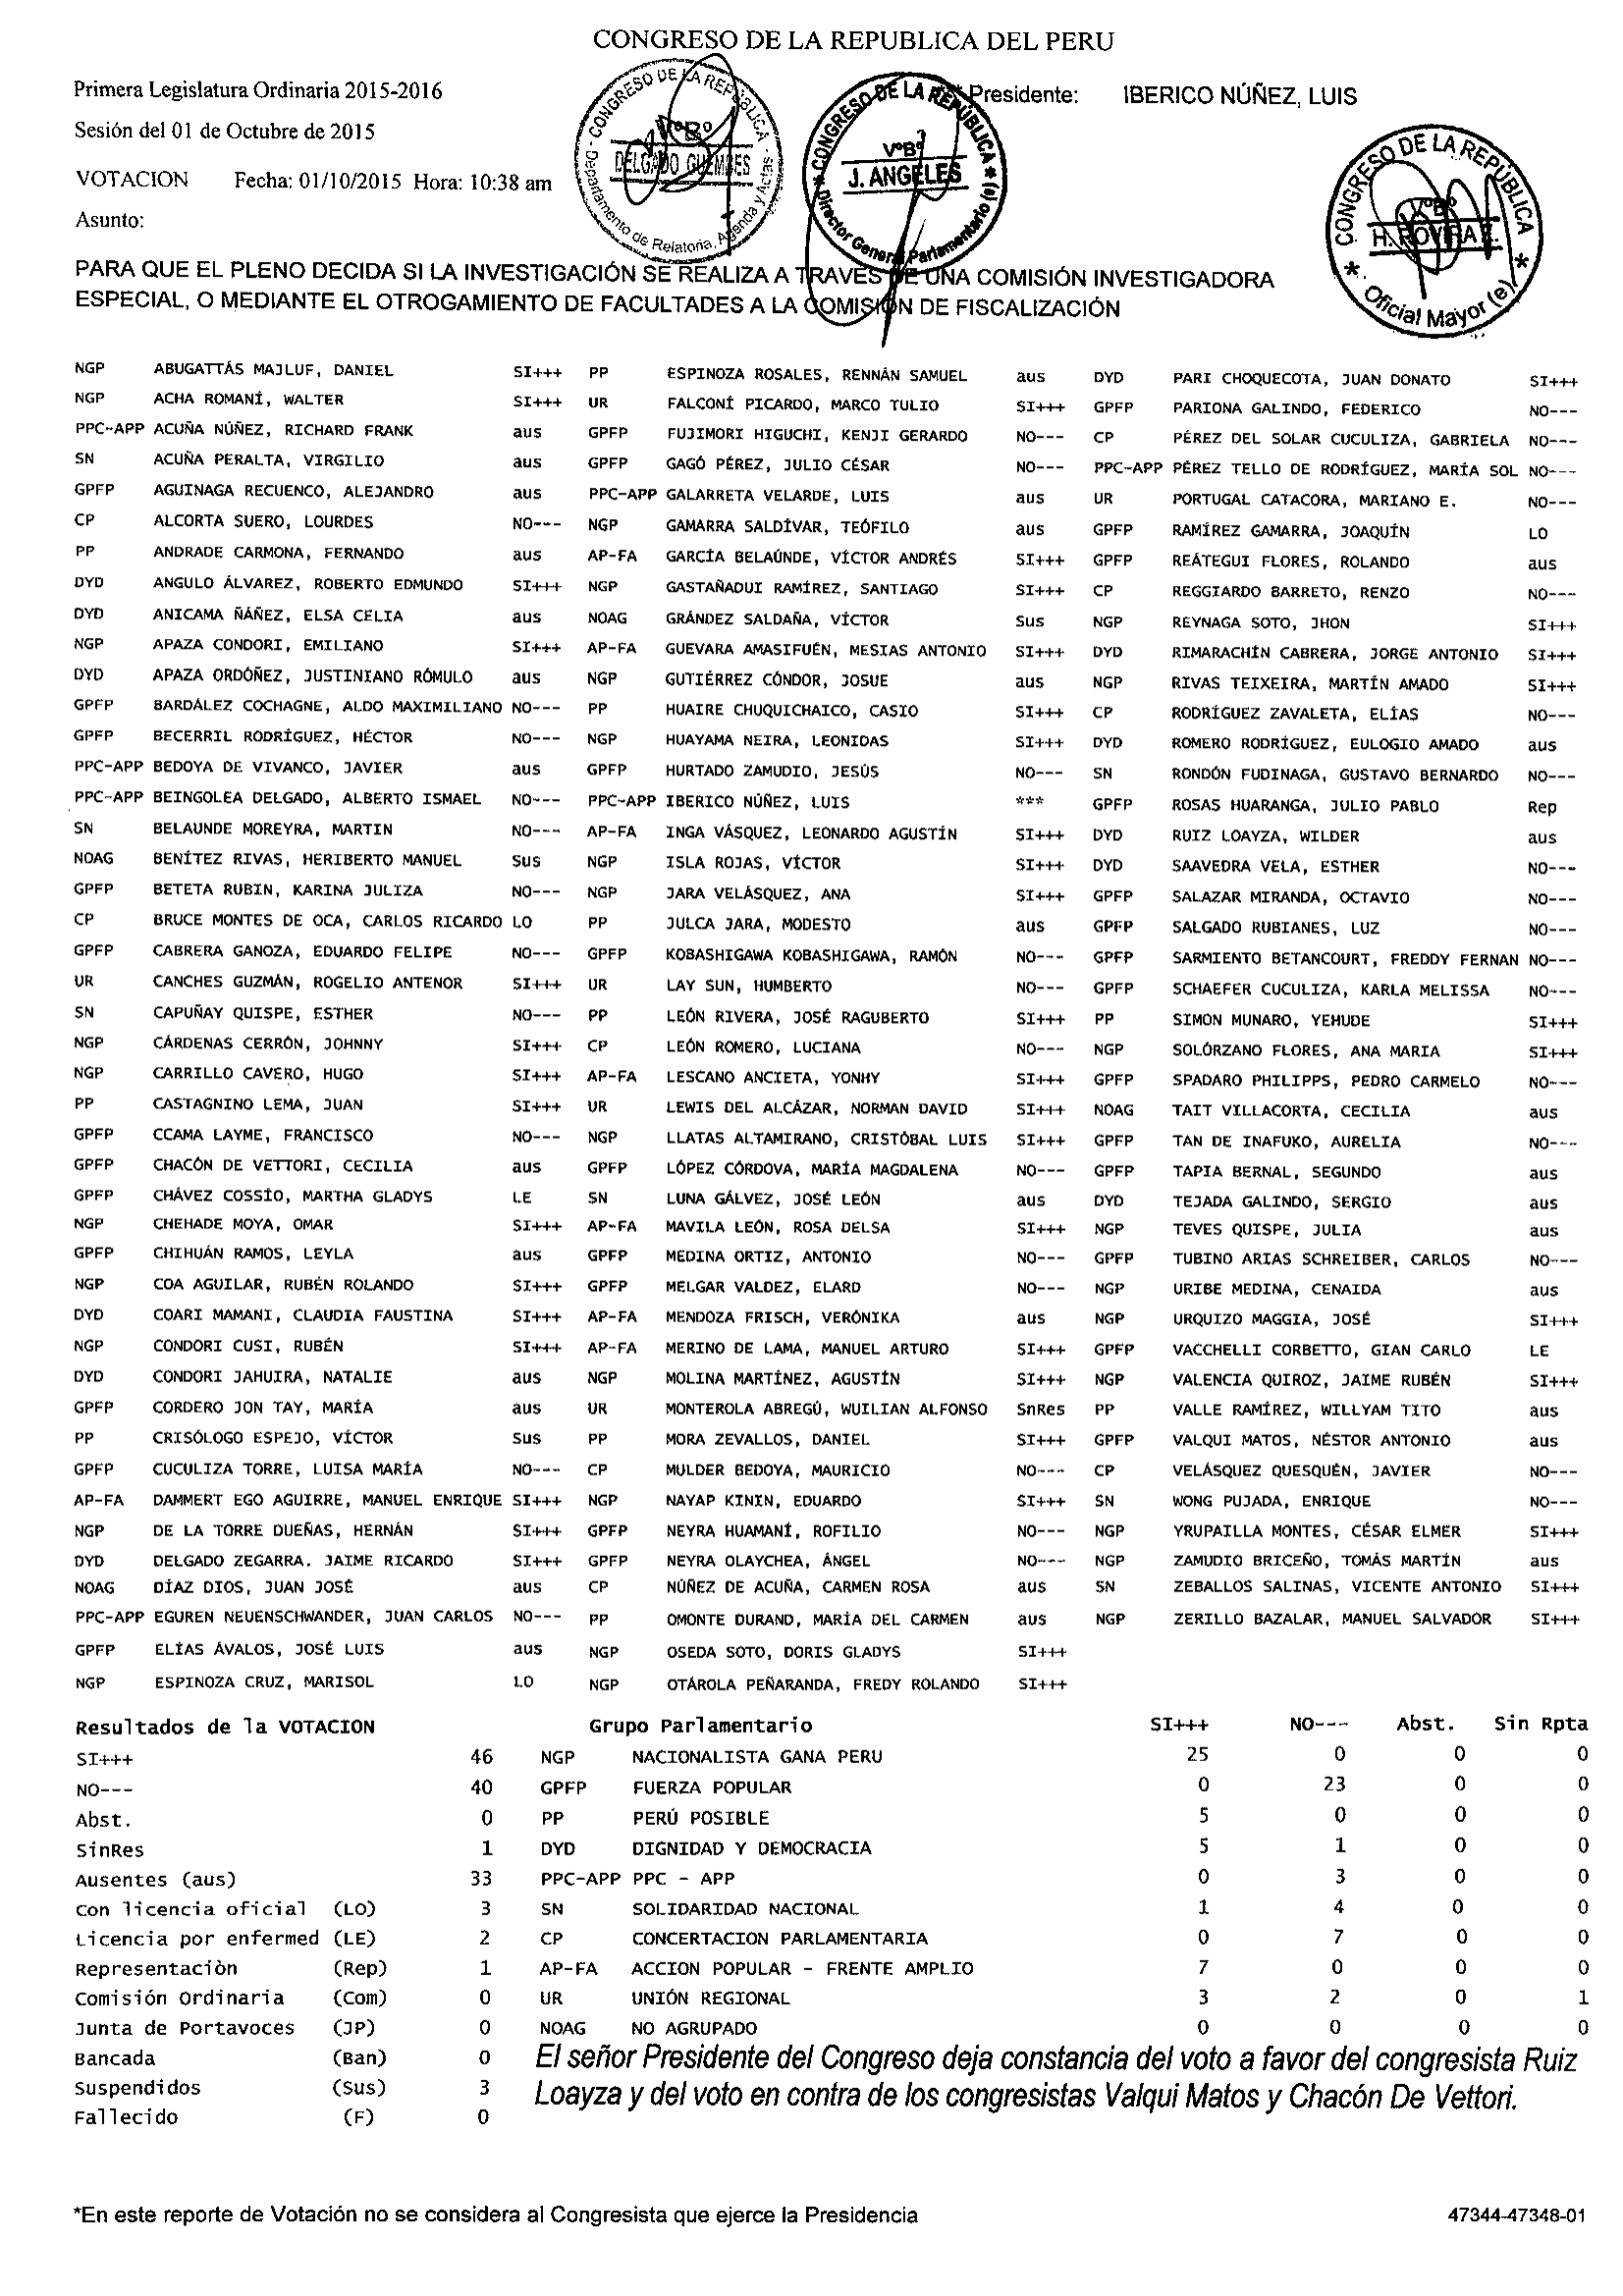 CONGRESO DE LA REPUBLICA DEL PERU
Primera Legislatura Ordinaria 2015-2016
Presidente: IBERICO NÚÑEZ, LUIS
Sesión del 01 de Octubre de 2015
VOTACION Fecha: 01/10/2015 Hora: 10:38 am
Asunto:
CONGRESO DE LA REPÚBLICA - Departamento de Relatoría, Agenda y Actas -
VºBº
DELGADO GUEMBES
* CONGRESO DE LA REPÚBLICA * Director General Parlamentario (e)
VºBº
J. ANGELES
CONGRESO DE LA REPÚBLICA * Oficial Mayor (e) *
VºBº
H. ROVIRA
PARA QUE EL PLENO DECIDA SI LA INVESTIGACIÓN SE REALIZA A TRAVÉS DE UNA COMISIÓN INVESTIGADORA
ESPECIAL, O MEDIANTE EL OTROGAMIENTO DE FACULTADES A LA COMISIÓN DE FISCALIZACIÓN
NGP ABUGATTÁS MAJLUF, DANIEL SI+++ PP ESPINOZA ROSALES, RENNÁN SAMUEL aus DYD PARI CHOQUECOTA, JUAN DONATO SI+++
NGP ACHA ROMANÍ, WALTER SI+++ UR FALCONÍ PICARDO, MARCO TULIO SI+++ GPFP PARIONA GALINDO, FEDERICO NO---
PPC-APP ACUÑA NÚÑEZ, RICHARD FRANK aus GPFP FUJIMORI HIGUCHI, KENJI GERARDO NO--- CP PÉREZ DEL SOLAR CUCULIZA, GABRIELA NO---
SN ACUÑA PERALTA, VIRGILIO aus GPFP GAGÓ PÉREZ, JULIO CÉSAR NO--- PPC-APP PÉREZ TELLO DE RODRÍGUEZ, MARÍA SOL NO---
GPFP AGUINAGA RECUENCO, ALEJANDRO aus PPC-APP GALARRETA VELARDE, LUIS aus UR PORTUGAL CATACORA, MARIANO E. NO---
CP ALCORTA SUERO, LOURDES NO--- NGP GAMARRA SALDÍVAR, TEÓFILO aus GPFP RAMÍREZ GAMARRA, JOAQUÍN LO
PP ANDRADE CARMONA, FERNANDO aus AP-FA GARCÍA BELAÚNDE, VÍCTOR ANDRÉS SI+++ GPFP REÁTEGUI FLORES, ROLANDO aus
DYD ANGULO ÁLVAREZ, ROBERTO EDMUNDO SI+++ NGP GASTAÑADUI RAMÍREZ, SANTIAGO SI+++ CP REGGIARDO BARRETO, RENZO NO---
DYD ANICAMA ÑÁÑEZ, ELSA CELIA aus NOAG GRÁNDEZ SALDAÑA, VÍCTOR Sus NGP REYNAGA SOTO, JHON SI+++
NGP APAZA CONDORI, EMILIANO SI+++ AP-FA GUEVARA AMASIFUÉN, MESIAS ANTONIO SI+++ DYD RIMARACHÍN CABRERA, JORGE ANTONIO SI+++
DYD APAZA ORDÓÑEZ, JUSTINIANO RÓMULO aus NGP GUTIÉRREZ CÓNDOR, JOSUE aus NGP RIVAS TEIXEIRA, MARTÍN AMADO SI+++
GPFP BARDÁLEZ COCHAGNE, ALDO MAXIMILIANO NO--- PP HUAIRE CHUQUICHAICO, CASIO SI+++ CP RODRÍGUEZ ZAVALETA, ELÍAS NO---
GPFP BECERRIL RODRÍGUEZ, HÉCTOR NO--- NGP HUAYAMA NEIRA, LEONIDAS SI+++ DYD ROMERO RODRÍGUEZ, EULOGIO AMADO aus
PPC-APP BEDOYA DE VIVANCO, JAVIER aus GPFP HURTADO ZAMUDIO, JESÚS NO--- SN RONDÓN FUDINAGA, GUSTAVO BERNARDO NO---
PPC-APP BEINGOLEA DELGADO, ALBERTO ISMAEL NO--- PPC-APP IBERICO NÚÑEZ, LUIS *** GPFP ROSAS HUARANGA, JULIO PABLO Rep
SN BELAUNDE MOREYRA, MARTIN NO--- AP-FA INGA VÁSQUEZ, LEONARDO AGUSTÍN SI+++ DYD RUIZ LOAYZA, WILDER aus
NOAG BENÍTEZ RIVAS, HERIBERTO MANUEL Sus NGP ISLA ROJAS, VÍCTOR SI+++ DYD SAAVEDRA VELA, ESTHER NO---
GPFP BETETA RUBIN, KARINA JULIZA NO--- NGP JARA VELÁSQUEZ, ANA SI+++ GPFP SALAZAR MIRANDA, OCTAVIO NO---
CP BRUCE MONTES DE OCA, CARLOS RICARDO LO PP JULCA JARA, MODESTO aus GPFP SALGADO RUBIANES, LUZ NO---
GPFP CABRERA GANOZA, EDUARDO FELIPE NO--- GPFP KOBASHIGAWA KOBASHIGAWA, RAMÓN NO--- GPFP SARMIENTO BETANCOURT, FREDDY FERNAN NO---
UR CANCHES GUZMÁN, ROGELIO ANTENOR SI+++ UR LAY SUN, HUMBERTO NO--- GPFP SCHAEFER CUCULIZA, KARLA MELISSA NO---
SN CAPUÑAY QUISPE, ESTHER NO--- PP LEÓN RIVERA, JOSÉ RAGUBERTO SI+++ PP SIMON MUNARO, YEHUDE SI+++
NGP CÁRDENAS CERRÓN, JOHNNY SI+++ CP LEÓN ROMERO, LUCIANA NO--- NGP SOLÓRZANO FLORES, ANA MARIA SI+++
NGP CARRILLO CAVERO, HUGO SI+++ AP-FA LESCANO ANCIETA, YONHY SI+++ GPFP SPADARO PHILIPPS, PEDRO CARMELO NO---
PP CASTAGNINO LEMA, JUAN SI+++ UR LEWIS DEL ALCÁZAR, NORMAN DAVID SI+++ NOAG TAIT VILLACORTA, CECILIA aus
GPFP CCAMA LAYME, FRANCISCO NO--- NGP LLATAS ALTAMIRANO, CRISTÓBAL LUIS SI+++ GPFP TAN DE INAFUKO, AURELIA NO---
GPFP CHACÓN DE VETTORI, CECILIA aus GPFP LÓPEZ CÓRDOVA, MARÍA MAGDALENA NO--- GPFP TAPIA BERNAL, SEGUNDO aus
GPFP CHÁVEZ COSSÍO, MARTHA GLADYS LE SN LUNA GÁLVEZ, JOSÉ LEÓN aus DYD TEJADA GALINDO, SERGIO aus
NGP CHEHADE MOYA, OMAR SI+++ AP-FA MAVILA LEÓN, ROSA DELSA SI+++ NGP TEVES QUISPE, JULIA aus
GPFP CHIHUÁN RAMOS, LEYLA aus GPFP MEDINA ORTIZ, ANTONIO NO--- GPFP TUBINO ARIAS SCHREIBER, CARLOS NO---
NGP COA AGUILAR, RUBÉN ROLANDO SI+++ GPFP MELGAR VALDEZ, ELARD NO--- NGP URIBE MEDINA, CENAIDA aus
DYD COARI MAMANI, CLAUDIA FAUSTINA SI+++ AP-FA MENDOZA FRISCH, VERÓNIKA aus NGP URQUIZO MAGGIA, JOSÉ SI+++
NGP CONDORI CUSI, RUBÉN SI+++ AP-FA MERINO DE LAMA, MANUEL ARTURO SI+++ GPFP VACCHELLI CORBETTO, GIAN CARLO LE
DYD CONDORI JAHUIRA, NATALIE aus NGP MOLINA MARTÍNEZ, AGUSTÍN SI+++ NGP VALENCIA QUIROZ, JAIME RUBÉN SI+++
GPFP CORDERO JON TAY, MARÍA aus UR MONTEROLA ABREGÚ, WUILIAN ALFONSO SnRes PP VALLE RAMÍREZ, WILLYAM TITO aus
PP CRISÓLOGO ESPEJO, VÍCTOR Sus PP MORA ZEVALLOS, DANIEL SI+++ GPFP VALQUI MATOS, NÉSTOR ANTONIO aus
GPFP CUCULIZA TORRE, LUISA MARÍA NO--- CP MULDER BEDOYA, MAURICIO NO--- CP VELÁSQUEZ QUESQUÉN, JAVIER NO---
AP-FA DAMMERT EGO AGUIRRE, MANUEL ENRIQUE SI+++ NGP NAYAP KININ, EDUARDO SI+++ SN WONG PUJADA, ENRIQUE NO---
NGP DE LA TORRE DUEÑAS, HERNÁN SI+++ GPFP NEYRA HUAMANÍ, ROFILIO NO--- NGP YRUPAILLA MONTES, CÉSAR ELMER SI+++
DYD DELGADO ZEGARRA, JAIME RICARDO SI+++ GPFP NEYRA OLAYCHEA, ÁNGEL NO--- NGP ZAMUDIO BRICEÑO, TOMÁS MARTÍN aus
NOAG DÍAZ DIOS, JUAN JOSÉ aus CP NÚÑEZ DE ACUÑA, CARMEN ROSA aus SN ZEBALLOS SALINAS, VICENTE ANTONIO SI+++
PPC-APP EGUREN NEUENSCHWANDER, JUAN CARLOS NO--- PP OMONTE DURAND, MARÍA DEL CARMEN aus NGP ZERILLO BAZALAR, MANUEL SALVADOR SI+++
GPFP ELÍAS ÁVALOS, JOSÉ LUIS aus NGP OSEDA SOTO, DORIS GLADYS SI+++
NGP ESPINOZA CRUZ, MARISOL LO NGP OTÁROLA PEÑARANDA, FREDY ROLANDO SI+++
Resultados de la VOTACION Grupo Parlamentario SI+++ NO--- Abst. Sin Rpta
SI+++ 46 NGP NACIONALISTA GANA PERU 25 0 0 0
NO--- 40 GPFP FUERZA POPULAR 0 23 0 0
Abst. 0 PP PERÚ POSIBLE 5 0 0 0
SinRes 1 DYD DIGNIDAD Y DEMOCRACIA 5 1 0 0
Ausentes (aus) 33 PPC-APP PPC - APP 0 3 0 0
Con licencia oficial (LO) 3 SN SOLIDARIDAD NACIONAL 1 4 0 0
Licencia por enfermed (LE) 2 CP CONCERTACION PARLAMENTARIA 0 7 0 0
Representaciòn (Rep) 1 AP-FA ACCION POPULAR - FRENTE AMPLIO 7 0 0 0
Comisión Ordinaria (Com) 0 UR UNIÓN REGIONAL 3 2 0 1
Junta de Portavoces (JP) 0 NOAG NO AGRUPADO 0 0 0 0
Bancada (Ban) 0
Suspendidos (Sus) 3
Fallecido (F) 0
El señor Presidente del Congreso deja constancia del voto a favor del congresista Ruiz
Loayza y del voto en contra de los congresistas Valqui Matos y Chacón De Vettori.
*En este reporte de Votación no se considera al Congresista que ejerce la Presidencia
47344-47348-01